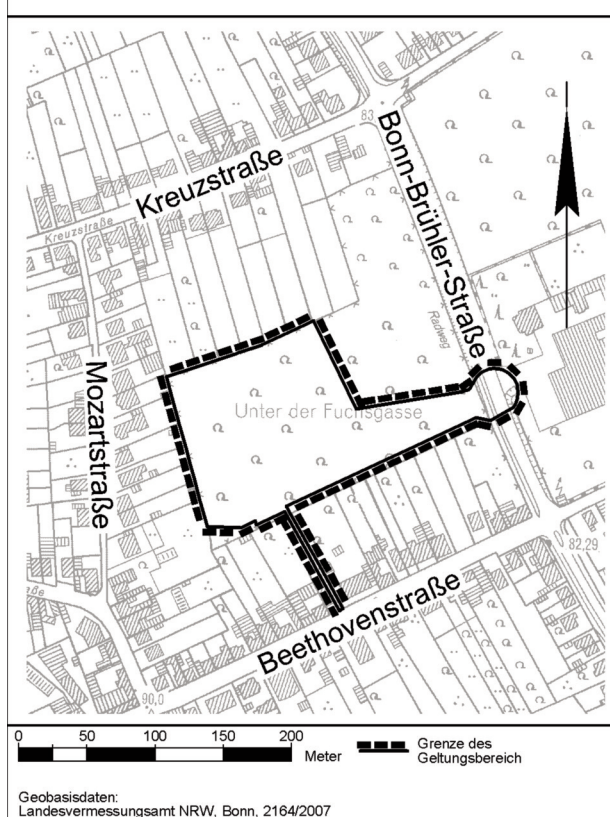 83
Bonn-Brühler-Straße
Kreuzstraße
Kreuzstraße
Radweg
Mozartstraße
Unter der Fuchsgasse
82,29
Beethovenstraße
aße
90,0
0 50 100 150 200
Meter
Grenze des
Geltungsbereich
Geobasisdaten:
Landesvermessungsamt NRW, Bonn, 2164/2007